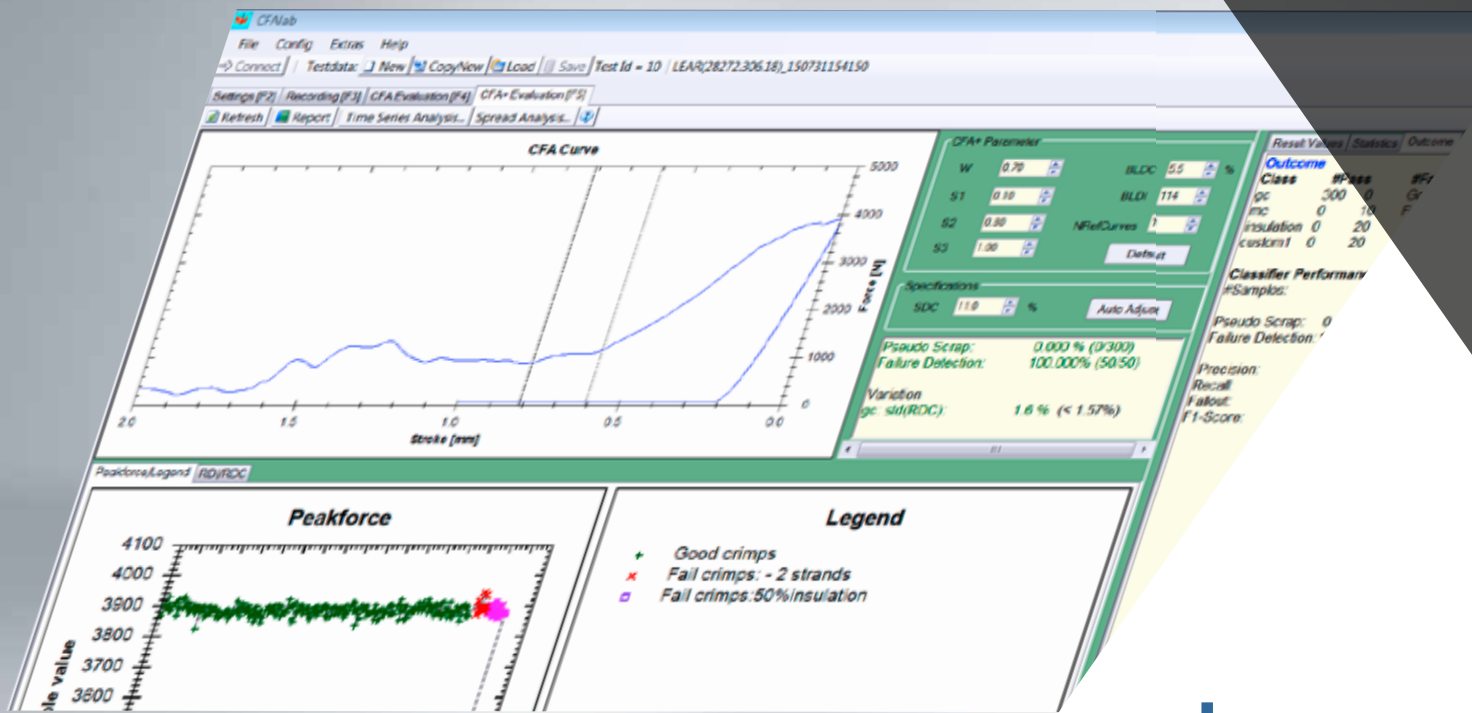 CFAlab
File Config Extras Help
Connect Testdata: New CopyNew Load Save Test Id = 10 LEAR(28272.306.18)_150731154150
Settings [F2] Recording [F3] CFA Evaluation [F4] CFA+ Evaluation [F5]
Refresh Report Time Series Analysis... Spread Analysis...
CFA Curve
5000
4000
3000
2000
1000
0
Force [N]
2.0 1.5 1.0 0.5 0.0
Stroke [mm]
CFA+ Parameter
W 0.70 BLDC 5.5 %
S1 0.10 BLDI 114
S2 0.80 NRefCurves
S3 1.00 Default
Specifications
SDC 11.0 % Auto Adjust
Pseudo Scrap: 0.000 % (0/300)
Failure Detection: 100.000% (50/50)
Variation
gc std(RDC): 1.6 % (< 1.57%)
Result Values Statistics Outcome
Outcome
Class #Pass #Fr
gc 300 0 Gr
mc 0 10 F
insulation 0 20
custom1 0 20
Classifier Performan
#Samples:
Pseudo Scrap: 0
Failure Detection:
Precision:
Recall:
Fallout:
F1-Score:
Peakforce/Legend RD/RDC
Peakforce
4100
4000
3900
3800
3700
3600
le value
Legend
Good crimps
Fail crimps: - 2 strands
Fail crimps:50%insulation